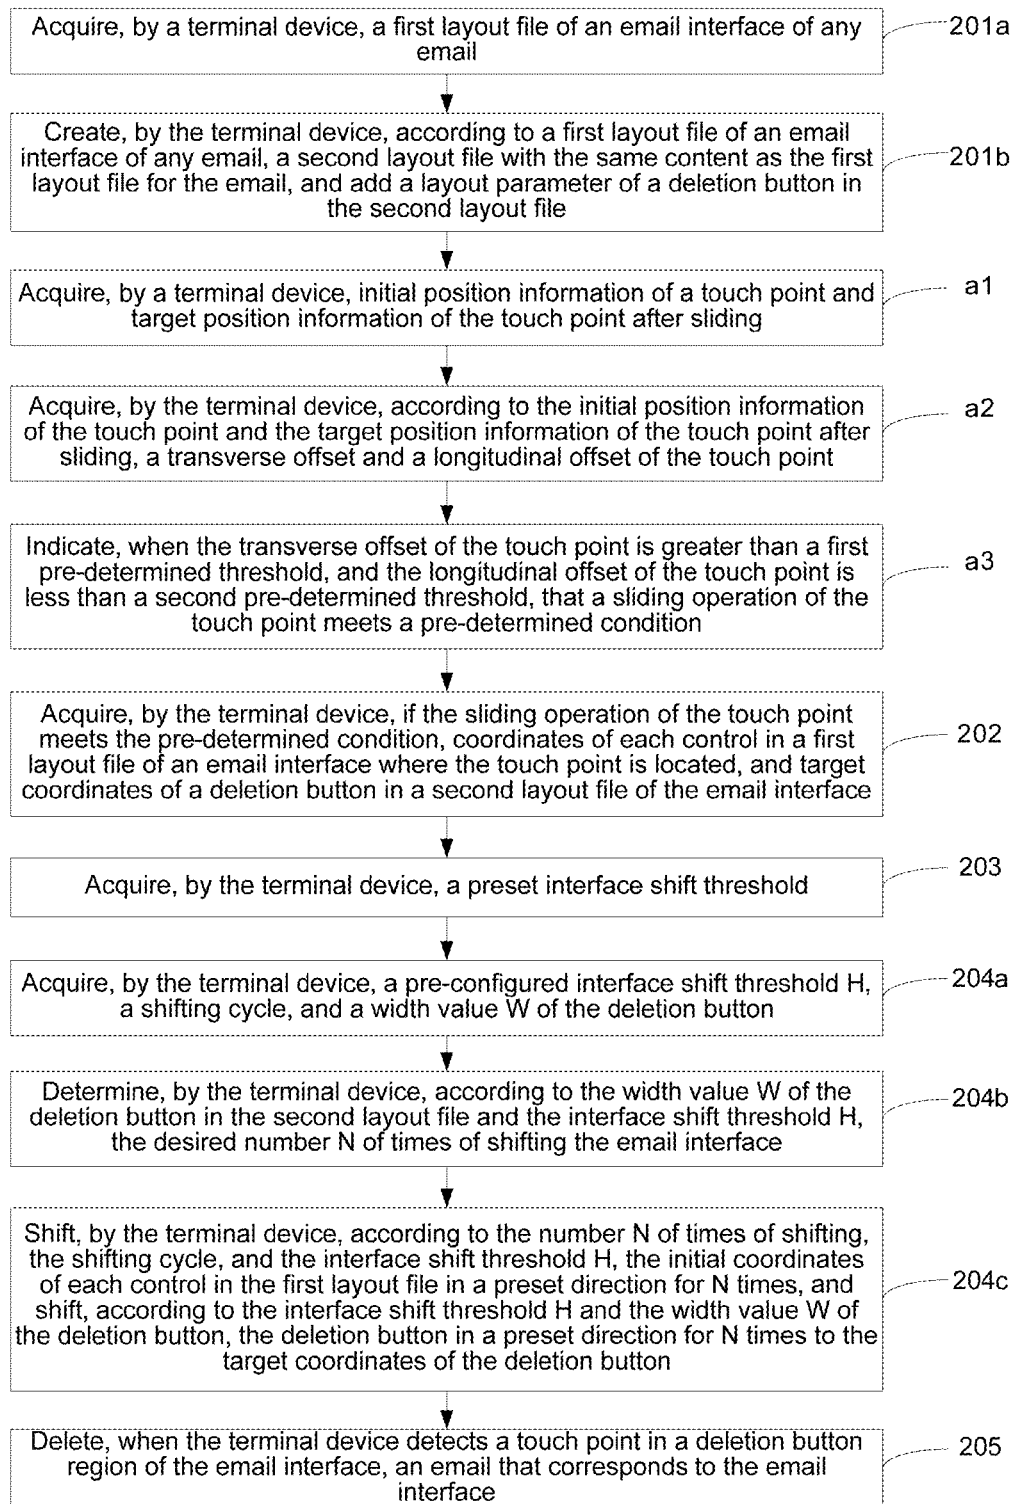 Acquire, by a terminal device, a first layout file of an email interface of any
email
201a
Create, by the terminal device, according to a first layout file of an email
interface of any email, a second layout file with the same content as the first
layout file for the email, and add a layout parameter of a deletion button in
the second layout file
201b
Acquire, by a terminal device, initial position information of a touch point and
target position information of the touch point after sliding
a1
Acquire, by the terminal device, according to the initial position information
of the touch point and the target position information of the touch point after
sliding, a transverse offset and a longitudinal offset of the touch point
a2
Indicate, when the transverse offset of the touch point is greater than a first
pre-determined threshold, and the longitudinal offset of the touch point is
less than a second pre-determined threshold, that a sliding operation of the
touch point meets a pre-determined condition
a3
Acquire, by the terminal device, if the sliding operation of the touch point
meets the pre-determined condition, coordinates of each control in a first
layout file of an email interface where the touch point is located, and target
coordinates of a deletion button in a second layout file of the email interface
202
Acquire, by the terminal device, a preset interface shift threshold
203
Acquire, by the terminal device, a pre-configured interface shift threshold H,
a shifting cycle, and a width value W of the deletion button
204a
Determine, by the terminal device, according to the width value W of the
deletion button in the second layout file and the interface shift threshold H,
the desired number N of times of shifting the email interface
204b
Shift, by the terminal device, according to the number N of times of shifting,
the shifting cycle, and the interface shift threshold H, the initial coordinates
of each control in the first layout file in a preset direction for N times, and
shift, according to the interface shift threshold H and the width value W of
the deletion button, the deletion button in a preset direction for N times to the
target coordinates of the deletion button
204c
Delete, when the terminal device detects a touch point in a deletion button
region of the email interface, an email that corresponds to the email
interface
205